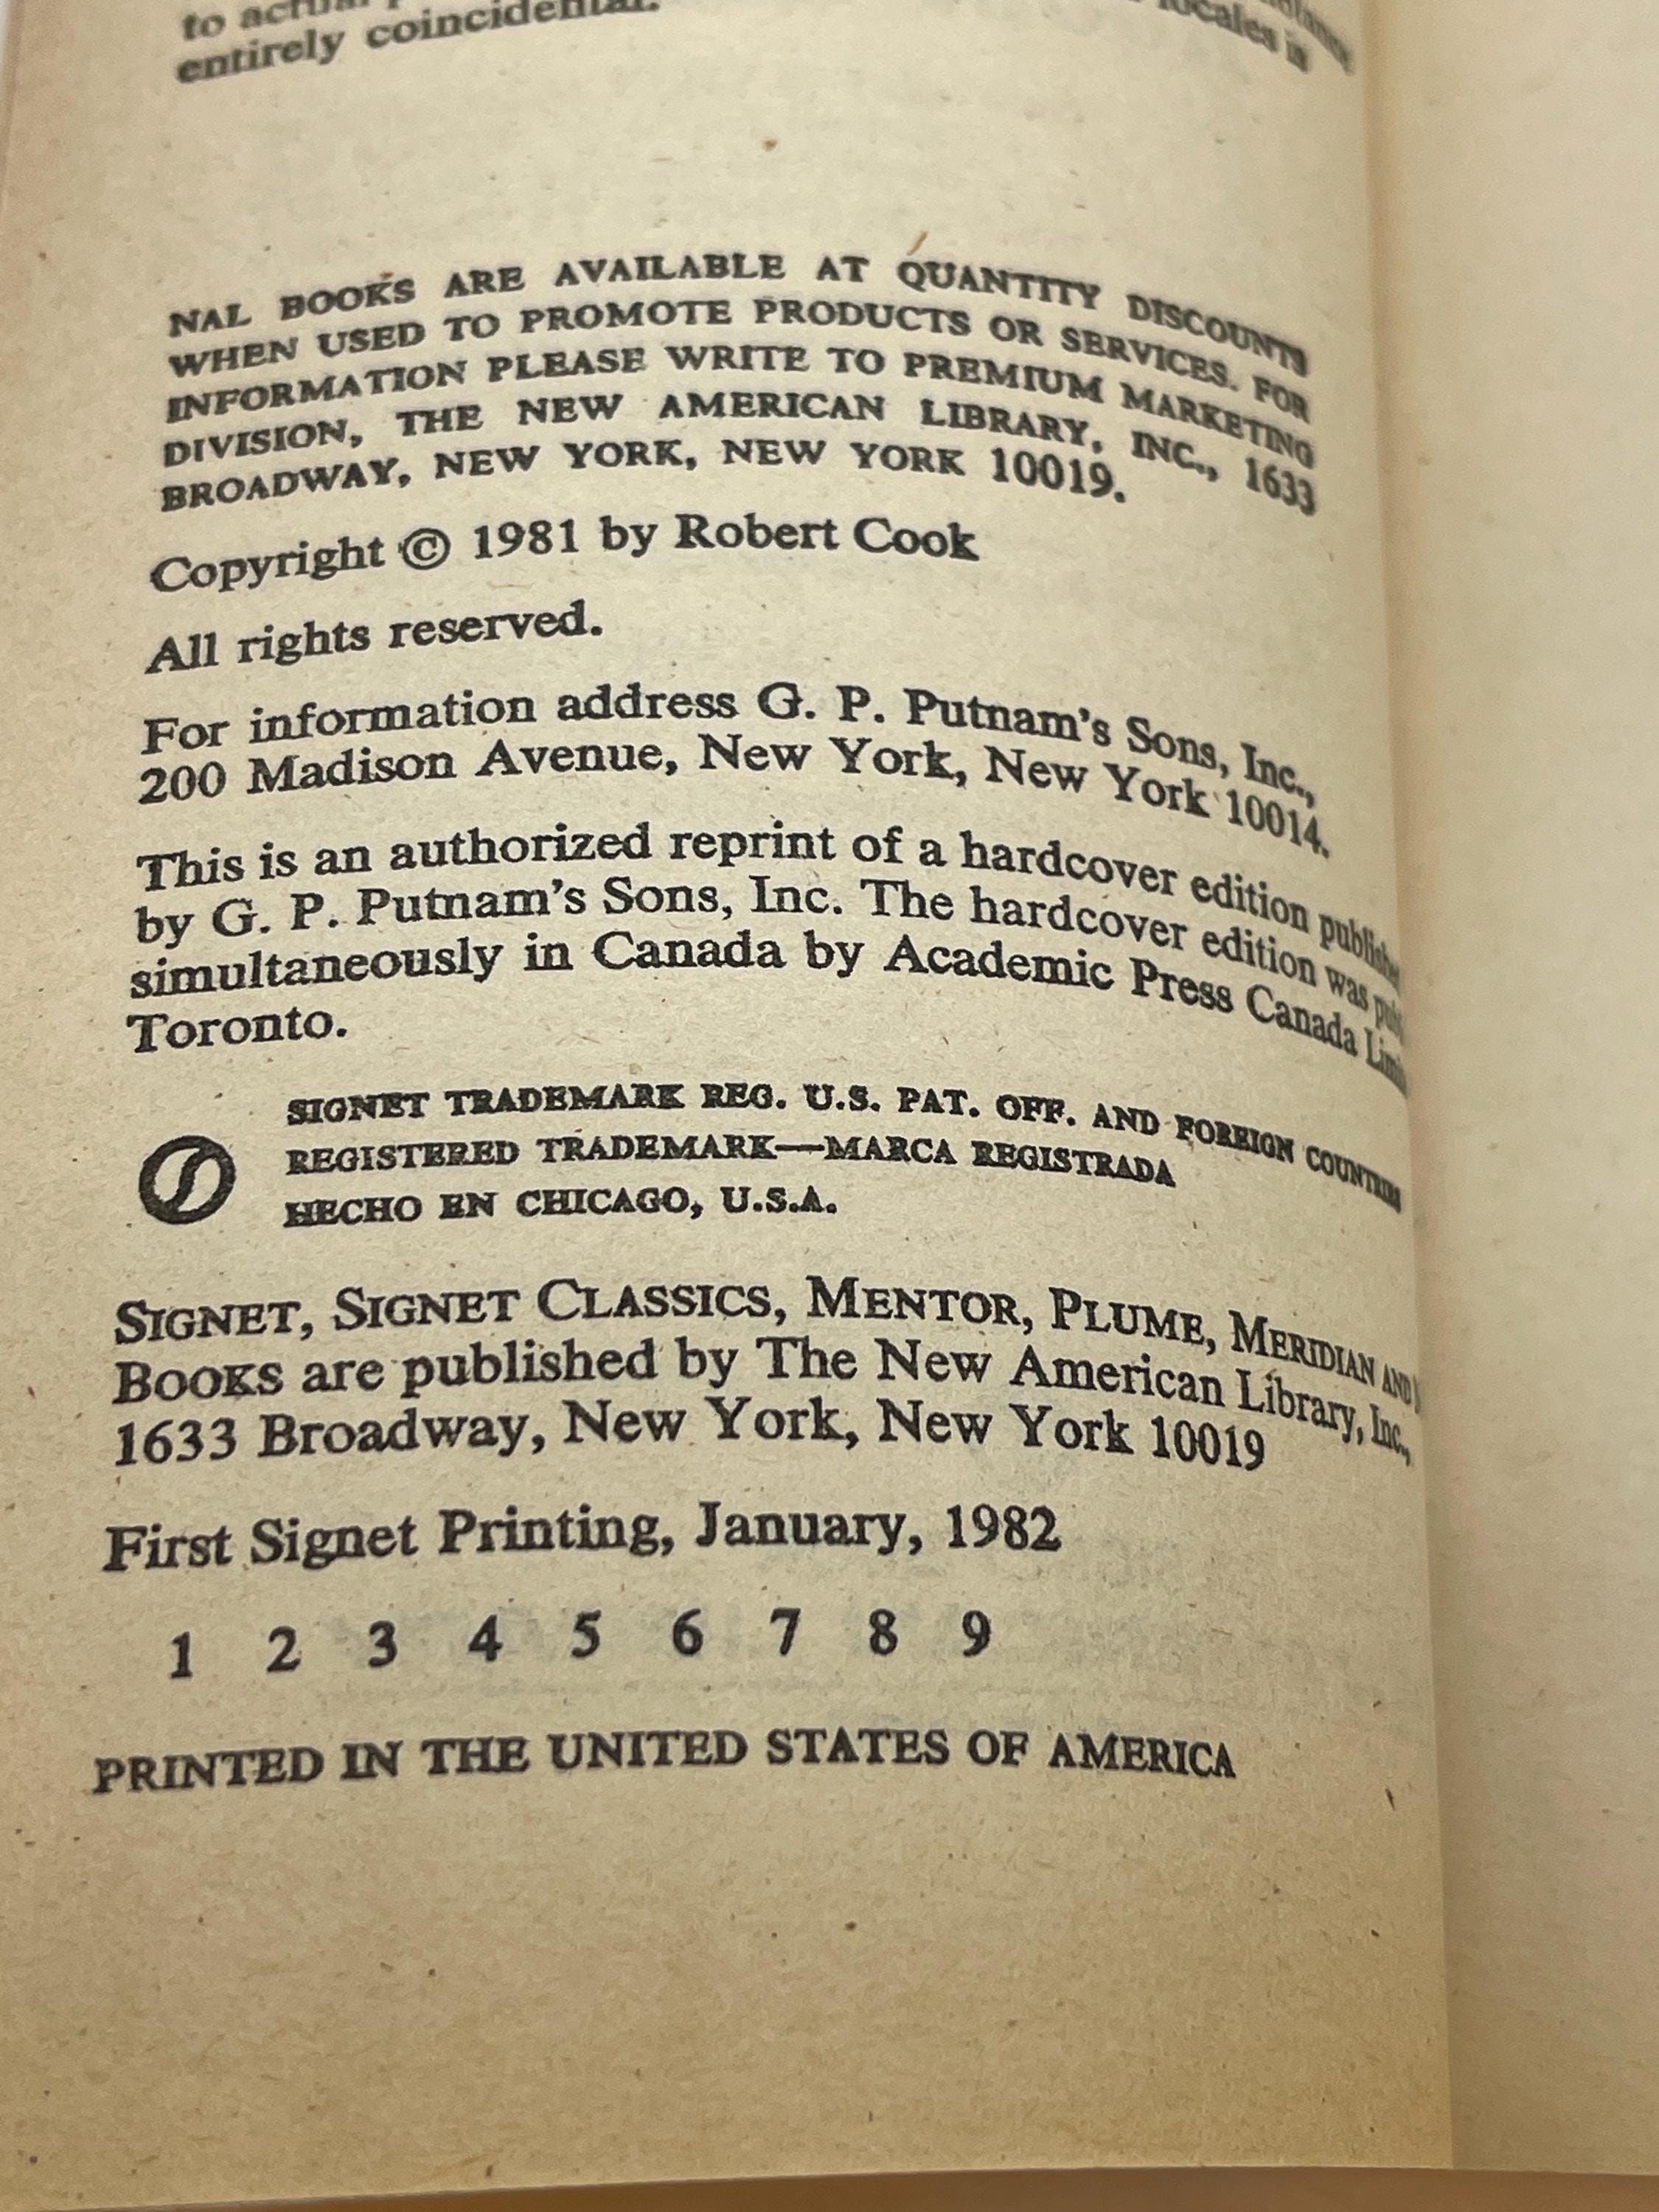 to actual
locales is
entirely coincidental.
NAL BOOKS ARE AVAILABLE AT QUANTITY DISCOUNTS
WHEN USED TO PROMOTE PRODUCTS OR SERVICES. FOR
INFORMATION PLEASE WRITE TO PREMIUM MARKETING
DIVISION, THE NEW AMERICAN LIBRARY, INC., 1633
BROADWAY, NEW YORK, NEW YORK 10019.
Copyright © 1981 by Robert Cook
All rights reserved.
For information address G. P. Putnam's Sons, Inc.,
200 Madison Avenue, New York, New York 10014.
This is an authorized reprint of a hardcover edition
by G. P. Putnam's Sons, Inc. The hardcover edition was
simultaneously in Canada by Academic Press Canada
Toronto.
SIGNET TRADEMARK REG. U.S. PAT. OFF. AND FOREIGN COUNTRIES
REGISTERED TRADEMARK—MARCA REGISTRADA
HECHO EN CHICAGO, U.S.A.
SIGNET, SIGNET CLASSICS, MENTOR, PLUME, MERIDIAN AND
BOOKS are published by The New American Library, Inc.,
1633 Broadway, New York, New York 10019
First Signet Printing, January, 1982
1 2 3 4 5 6 7 8 9
PRINTED IN THE UNITED STATES OF AMERICA